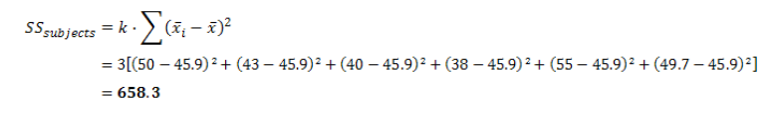 SS_subjects = k · ∑(x̄_i − x̄)²
= 3[(50 − 45.9)² + (43 − 45.9)² + (40 − 45.9)² + (38 − 45.9)² + (55 − 45.9)² + (49.7 − 45.9)²]
= 658.3